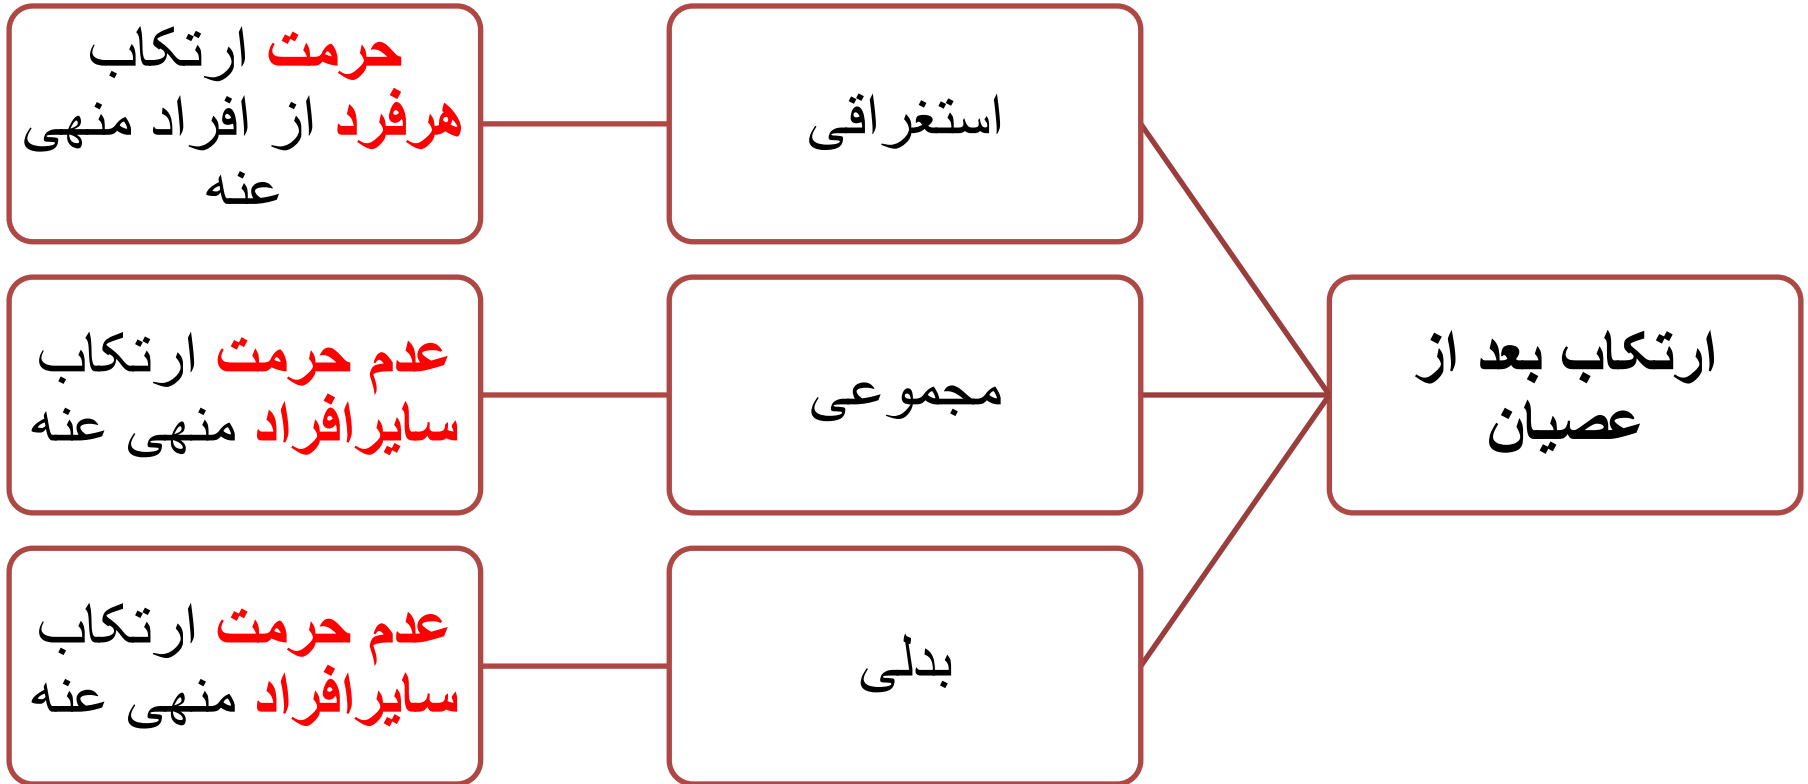 ارتکاب بعد از
عصیان
استغراقی
حرمت ارتکاب
هرفرد از افراد منهی
عنه
مجموعی
عدم حرمت ارتکاب
سایرافراد منهی عنه
بدلی
عدم حرمت ارتکاب
سایرافراد منهی عنه